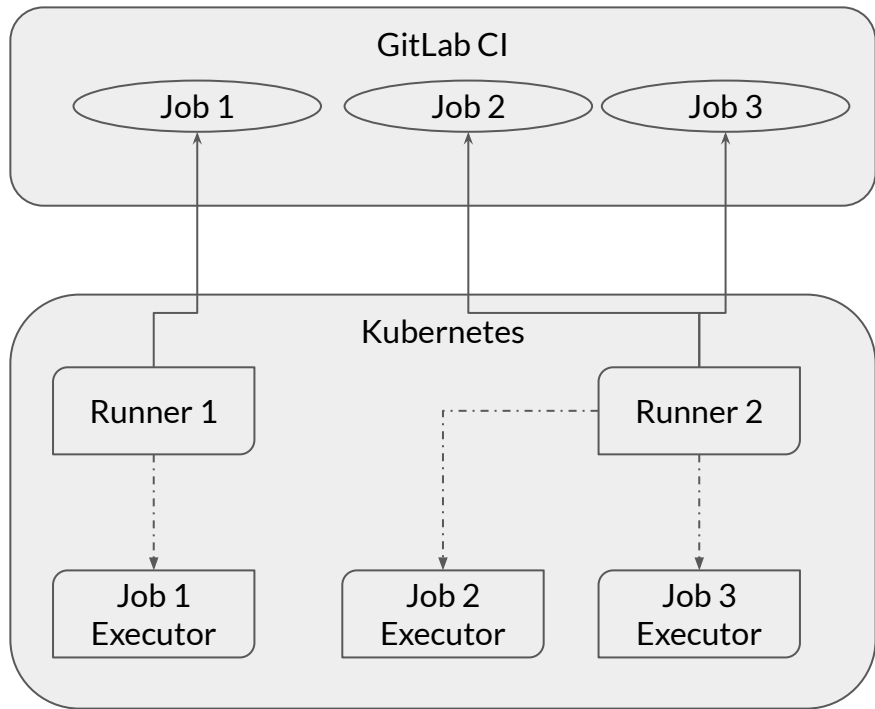 GitLab CI
Job 1
Job 2
Job 3
Kubernetes
Runner 1
Runner 2
Job 1
Executor
Job 2
Executor
Job 3
Executor